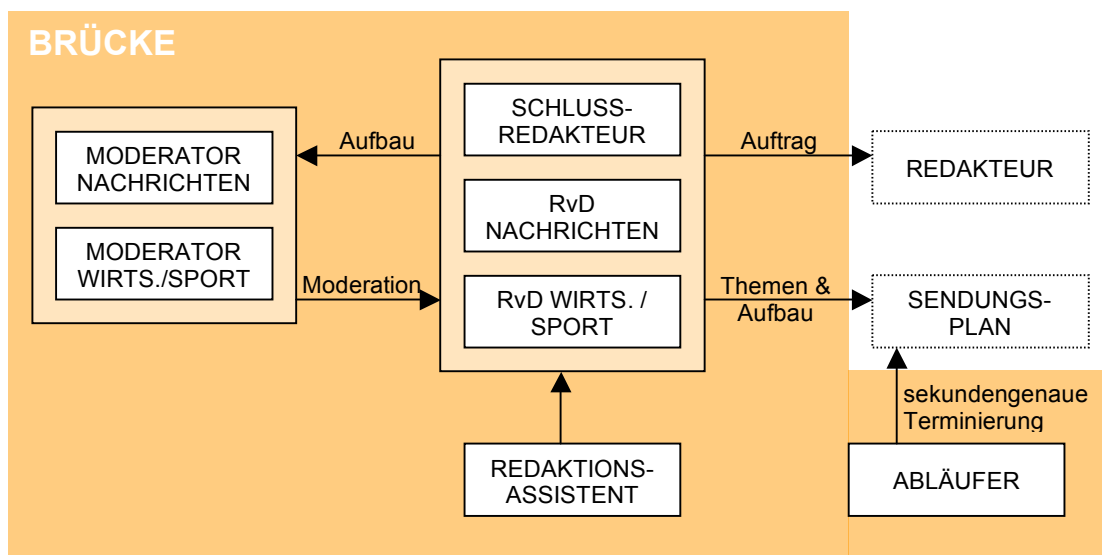 BRÜCKE
MODERATOR
NACHRICHTEN
MODERATOR
WIRTS./SPORT
Aufbau
Moderation
SCHLUSS-
REDAKTEUR
RvD
NACHRICHTEN
RvD WIRTS. /
SPORT
REDAKTIONS-
ASSISTENT
Auftrag
Themen &
Aufbau
REDAKTEUR
SENDUNGS-
PLAN
sekundengenaue
Terminierung
ABLÄUFER